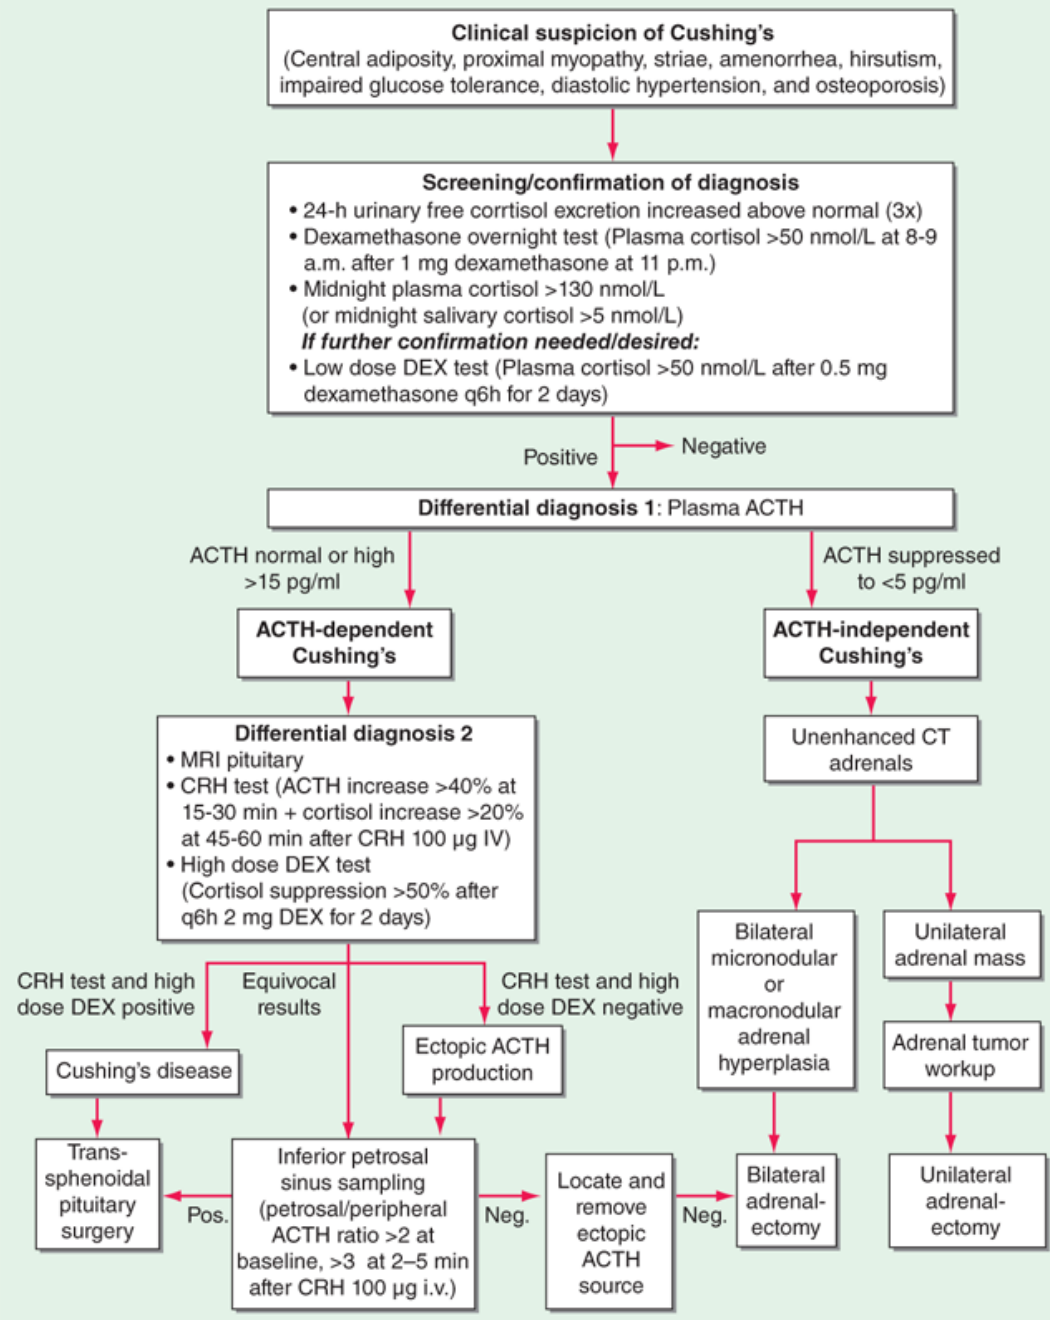 Clinical suspicion of Cushing's
(Central adiposity, proximal myopathy, striae, amenorrhea, hirsutism,
impaired glucose tolerance, diastolic hypertension, and osteoporosis)
Screening/confirmation of diagnosis
• 24-h urinary free corrtisol excretion increased above normal (3x)
• Dexamethasone overnight test (Plasma cortisol >50 nmol/L at 8-9
a.m. after 1 mg dexamethasone at 11 p.m.)
• Midnight plasma cortisol >130 nmol/L
(or midnight salivary cortisol >5 nmol/L)
If further confirmation needed/desired:
• Low dose DEX test (Plasma cortisol >50 nmol/L after 0.5 mg
dexamethasone q6h for 2 days)
Positive
Negative
Differential diagnosis 1: Plasma ACTH
ACTH normal or high
>15 pg/ml
ACTH suppressed
to <5 pg/ml
ACTH-dependent
Cushing's
ACTH-independent
Cushing's
Differential diagnosis 2
• MRI pituitary
• CRH test (ACTH increase >40% at
15-30 min + cortisol increase >20%
at 45-60 min after CRH 100 µg IV)
• High dose DEX test
(Cortisol suppression >50% after
q6h 2 mg DEX for 2 days)
Unenhanced CT
adrenals
CRH test and high
dose DEX positive
Equivocal
results
CRH test and high
dose DEX negative
Bilateral
micronodular
or
macronodular
adrenal
hyperplasia
Unilateral
adrenal mass
Cushing's disease
Ectopic ACTH
production
Adrenal tumor
workup
Trans-
sphenoidal
pituitary
surgery
Pos.
Inferior petrosal
sinus sampling
(petrosal/peripheral
ACTH ratio >2 at
baseline, >3 at 2–5 min
after CRH 100 µg i.v.)
Neg.
Locate and
remove
ectopic
ACTH
source
Neg.
Bilateral
adrenal-
ectomy
Unilateral
adrenal-
ectomy